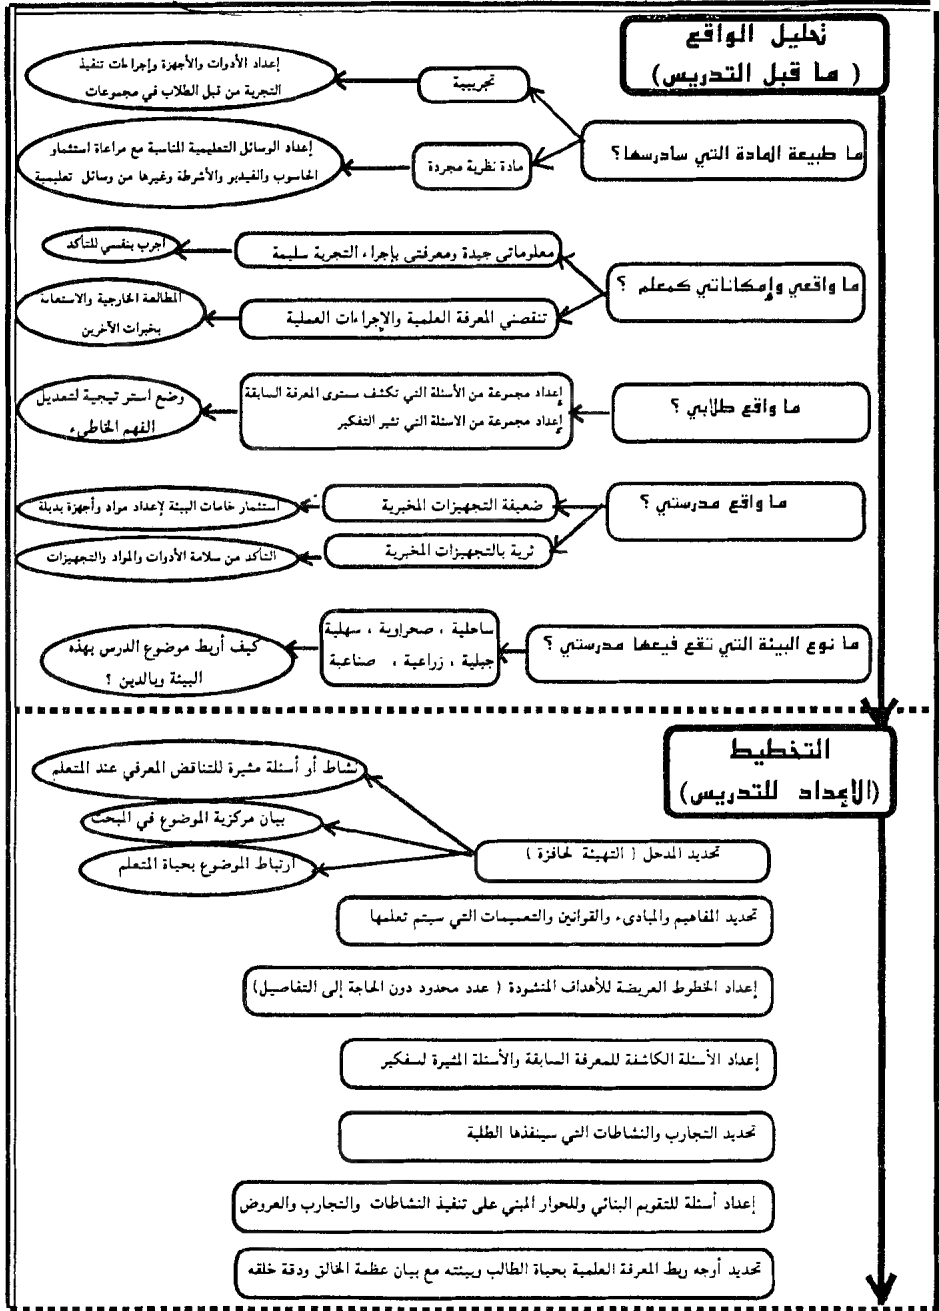 تحليل الواقع
( ما قبل التدريس)
ما طبيعة المادة التي سادرسها؟
تجريبية
إعداد الأدوات والأجهزة وإجراءات تنفيذ
التجربة من قبل الطلاب في مجموعات
مادة نظرية مجردة
إعداد الوسائل التعليمية المناسبة مع مراعاة استثمار
الحاسوب والفيديو والأشرطة وغيرها من وسائل تعليمية
ما واقعي وإمكاناتي كمعلم ؟
معلوماتي جيدة ومعرفتي بإجراء التجربة سليمة
أجرب بنفسي للتأكد
تنقصني المعرفة العلمية والإجراءات العملية
المطالعة الخارجية والاستعانة
بخبرات الآخرين
ما واقع طلابي ؟
إعداد مجموعة من الأسئلة التي تكشف مستوى المعرفة السابقة
إعداد مجموعة من الاسئلة التي تثير التفكير
وضع استر تيجية لتعديل
الفهم الخاطىء
ما واقع مدرستي ؟
ضعيفة التجهيزات المخبرية
استثمار خامات البيئة لإعداد مواد وأجهزة بديلة
ثرية بالتجهيزات المخبرية
التأكد من سلامة الأدوات والمواد والتجهيزات
ما نوع البيئة التي تقع فيعها مدرستي ؟
ساحلية ، صحراوية ، سهلية
جبلية ، زراعية ، صناعية
كيف أربط موضوع الدرس بهذه
البيئة وبالدين ؟
التخطيط
(الإعداد للتدريس)
تحديد المدخل ( التهيئة لحافزة )
نشاط أو أسئلة مثيرة للتناقض المعرفي عند المتعلم
بيان مركزية الموضوع في البحث
ارتباط الموضوع بحياة المتعلم
تحديد المفاهيم والمبادىء والقوانين والتعميمات التي سيتم تعلمها
إعداد الخطوط العريضة للأهداف المنشودة ( عدد محدود دون الحاجة إلى التفاصيل)
إعداد الأسئلة الكاشفة للمعرفة السابقة والأسئلة المثيرة
تحديد التجارب والنشاطات التي سينفذها الطلبة
إعداد أسئلة للتقويم البنائي وللحوار المبني على تنفيذ النشاطات والتجارب والعروض
تحديد أوجه ربط المعرفة العلمية بحياة الطالب وبيئته مع بيان عظمة الخالق ودقة خلقه